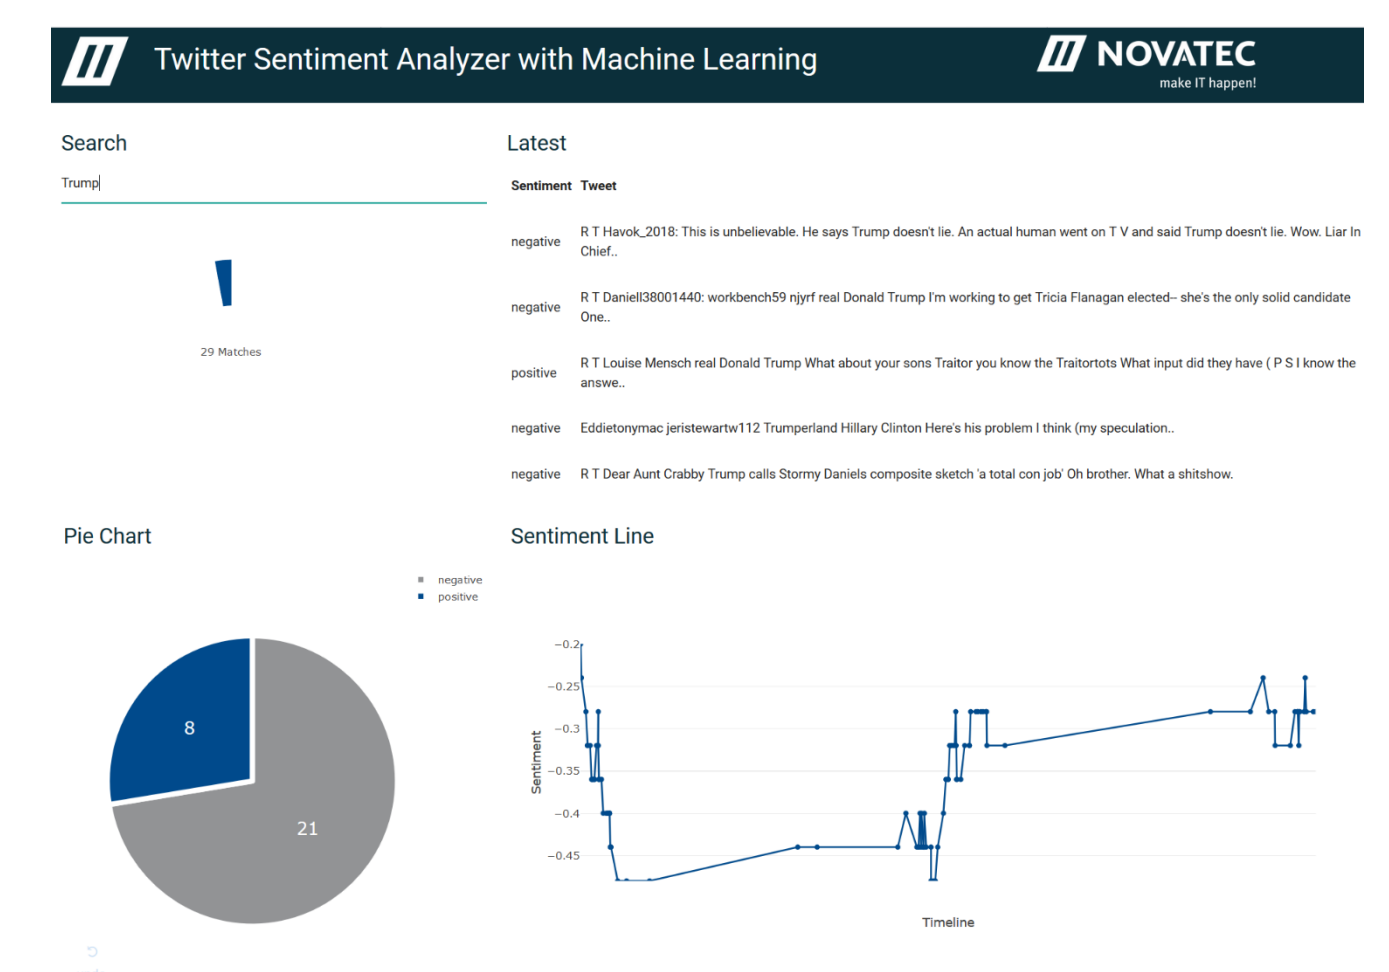 Twitter Sentiment Analyzer with Machine Learning
NOVATEC
make IT happen!
Search
Trump
29 Matches
Latest
Sentiment Tweet
negative
R T Havok_2018: This is unbelievable. He says Trump doesn't lie. An actual human went on T V and said Trump doesn't lie. Wow. Liar In
Chief..
negative
R T Daniell38001440: workbench59 njyrf real Donald Trump I'm working to get Tricia Flanagan elected– she's the only solid candidate
One..
positive
R T Louise Mensch real Donald Trump What about your sons Traitor you know the Traitortots What input did they have ( P S I know the
answe..
negative Eddietonymac jeristewartw112 Trumperland Hillary Clinton Here's his problem I think (my speculation..
negative R T Dear Aunt Crabby Trump calls Stormy Daniels composite sketch 'a total con job' Oh brother. What a shitshow.
Pie Chart
negative
positive
8
21
Sentiment Line
−0.2
−0.25
−0.3
−0.35
−0.4
−0.45
Sentiment
Timeline